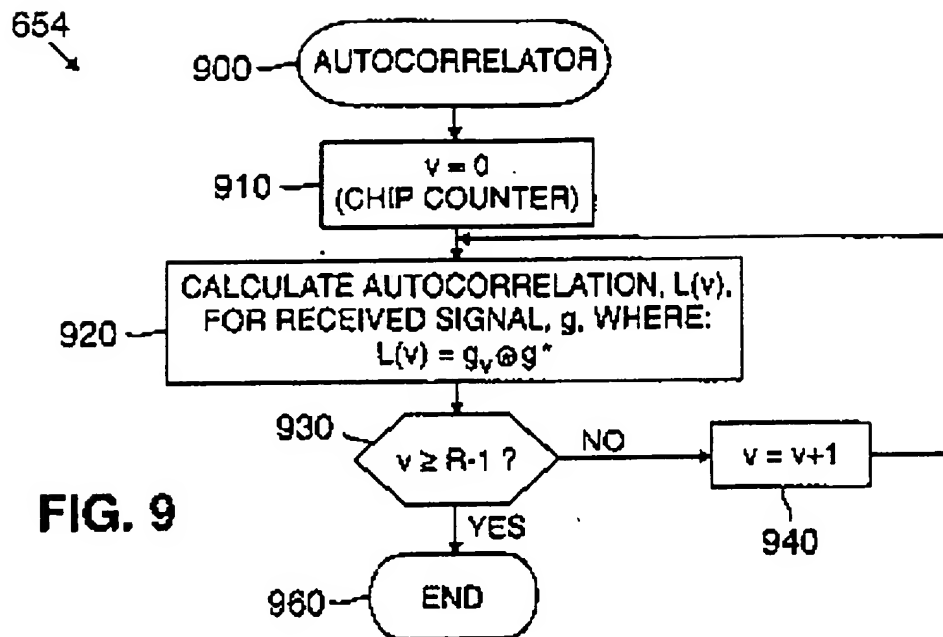 654
900
AUTOCORRELATOR
910
v = 0
(CHIP COUNTER)
920
CALCULATE AUTOCORRELATION, L(v),
FOR RECEIVED SIGNAL, g, WHERE:
L(v) = gᵥ⊗g*
930
v ≥ R-1 ?
NO
v = v+1
940
YES
FIG. 9
960
END